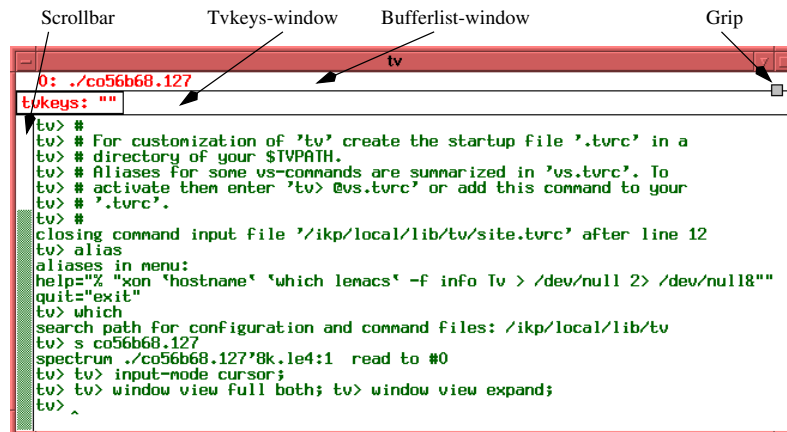 Scrollbar Tvkeys-window Bufferlist-window Grip
tv
0: ./co56b68.127
tvkeys: ""
tv> #
tv> # For customization of 'tv' create the startup file '.tvrc' in a
tv> # directory of your $TVPATH.
tv> # Aliases for some vs-commands are summarized in 'vs.tvrc'. To
tv> # activate them enter 'tv> @vs.tvrc' or add this command to your
tv> # '.tvrc'.
tv> #
closing command input file '/ikp/local/lib/tv/site.tvrc' after line 12
tv> alias
aliases in menu:
help="% "xon `hostname` `which lemacs` -f info Tv > /dev/null 2> /dev/null&""
quit="exit"
tv> which
search path for configuration and command files: /ikp/local/lib/tv
tv> s co56b68.127
spectrum ./co56b68.127'8k.le4:1  read to #0
tv> tv> input-mode cursor;
tv> tv> window view full both; tv> window view expand;
tv> ^